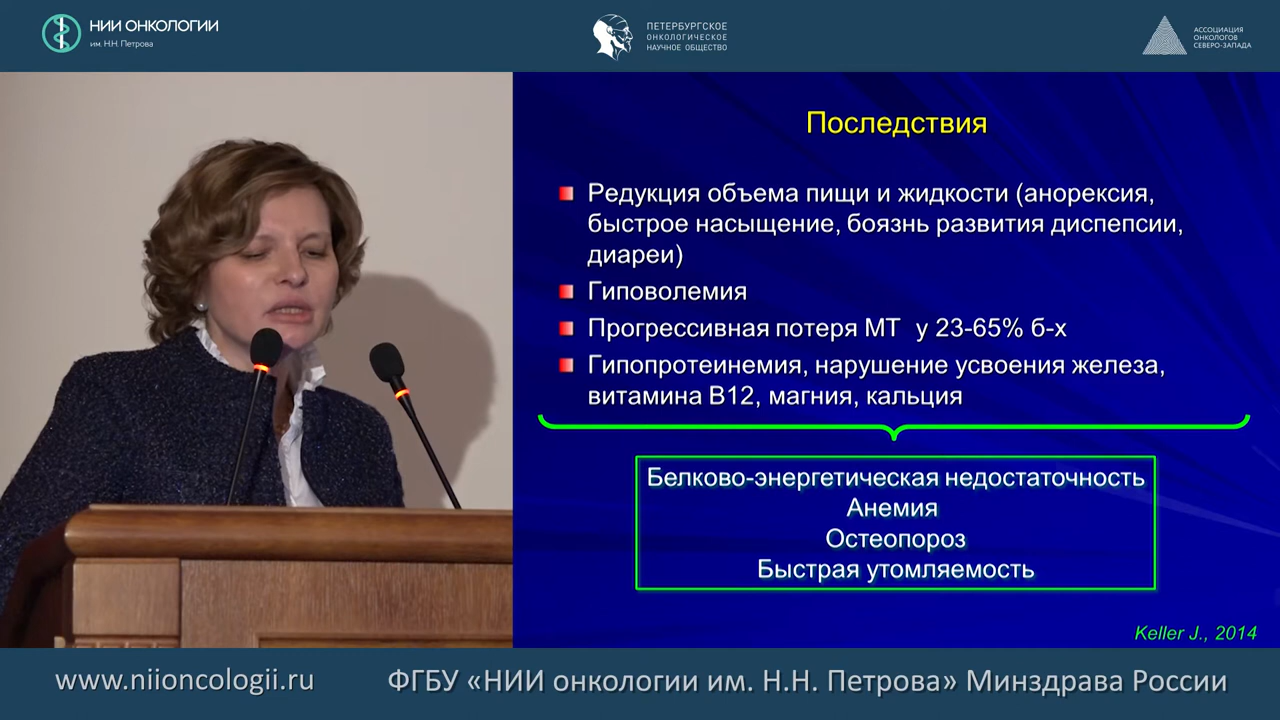 НИИ ОНКОЛОГИИ
им. Н.Н. Петрова
ПЕТЕРБУРГСКОЕ
ОНКОЛОГИЧЕСКОЕ
НАУЧНОЕ ОБЩЕСТВО
АССОЦИАЦИЯ
ОНКОЛОГОВ
СЕВЕРО-ЗАПАДА
Последствия
Редукция объема пищи и жидкости (анорексия,
быстрое насыщение, боязнь развития диспепсии,
диареи)
Гиповолемия
Прогрессивная потеря МТ у 23-65% б-х
Гипопротеинемия, нарушение усвоения железа,
витамина В12, магния, кальция
Белково-энергетическая недостаточность
Анемия
Остеопороз
Быстрая утомляемость
Keller J., 2014
www.niioncologii.ru
ФГБУ «НИИ онкологии им. Н.Н. Петрова» Минздрава России